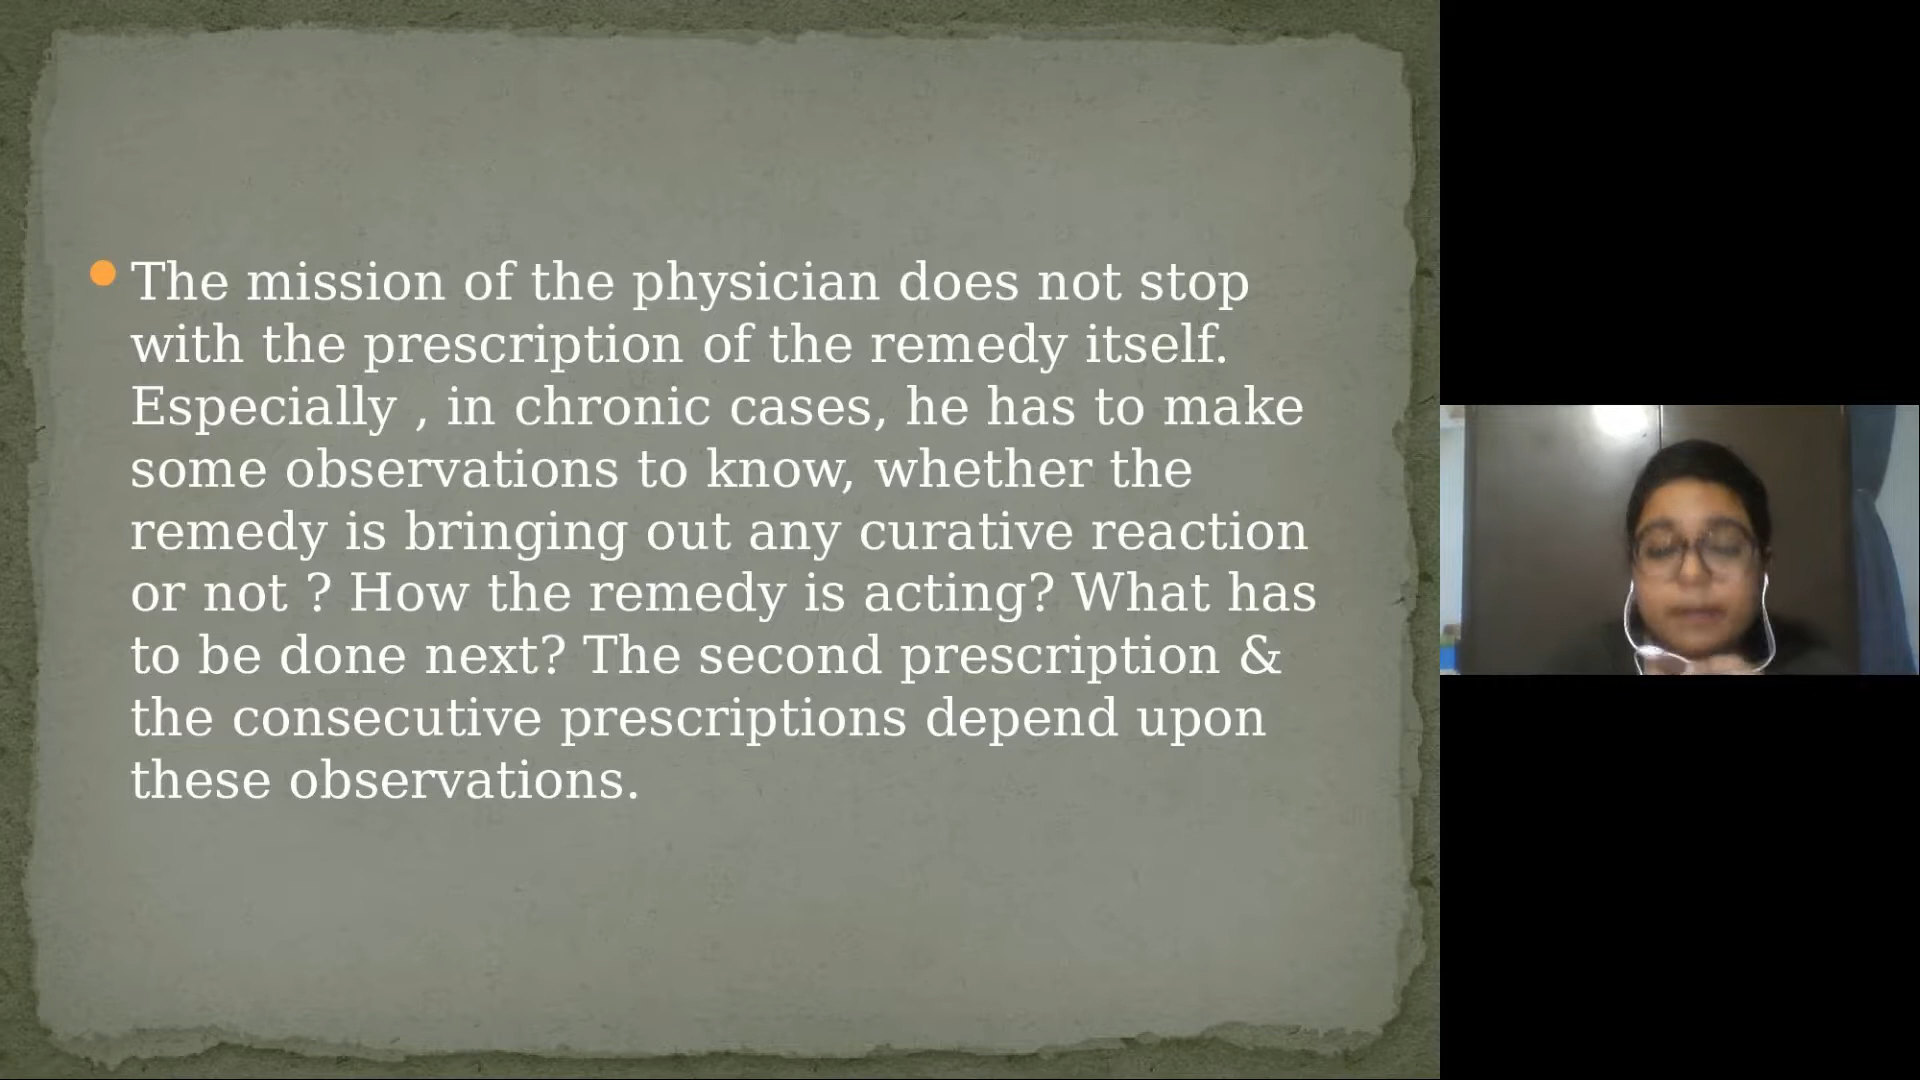 The mission of the physician does not stop
with the prescription of the remedy itself.
Especially , in chronic cases, he has to make
some observations to know, whether the
remedy is bringing out any curative reaction
or not ? How the remedy is acting? What has
to be done next? The second prescription &
the consecutive prescriptions depend upon
these observations.